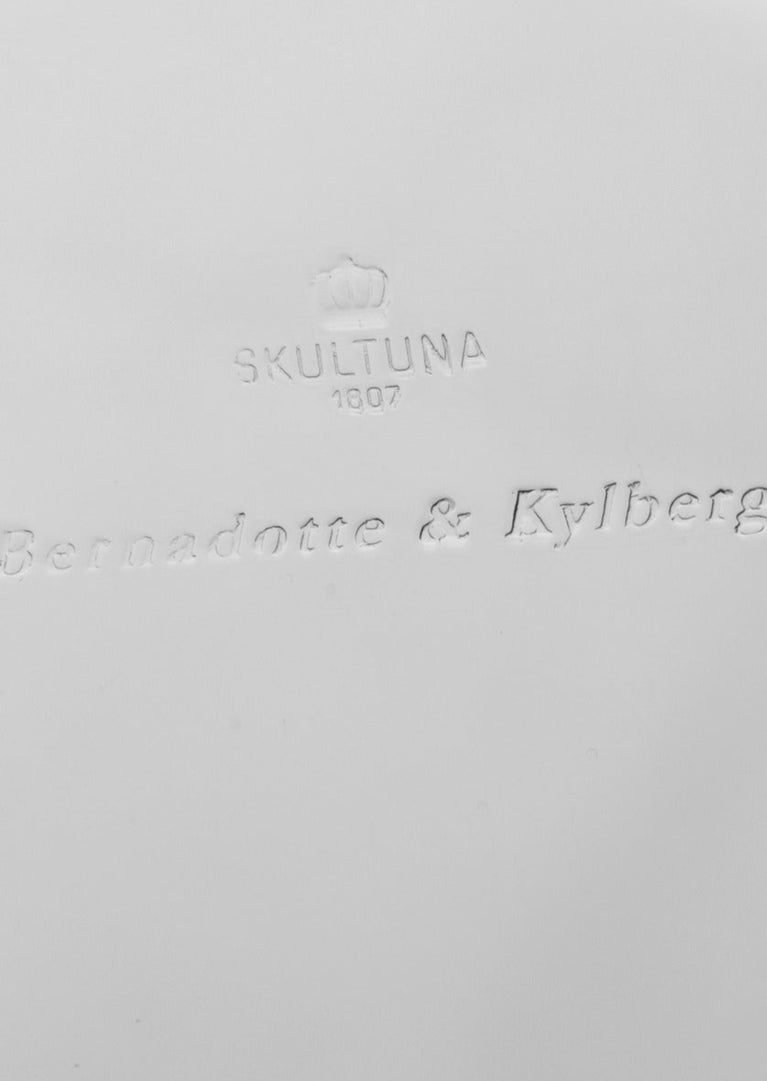 SKULTUNA
1607
Bernadotte & Kylberg